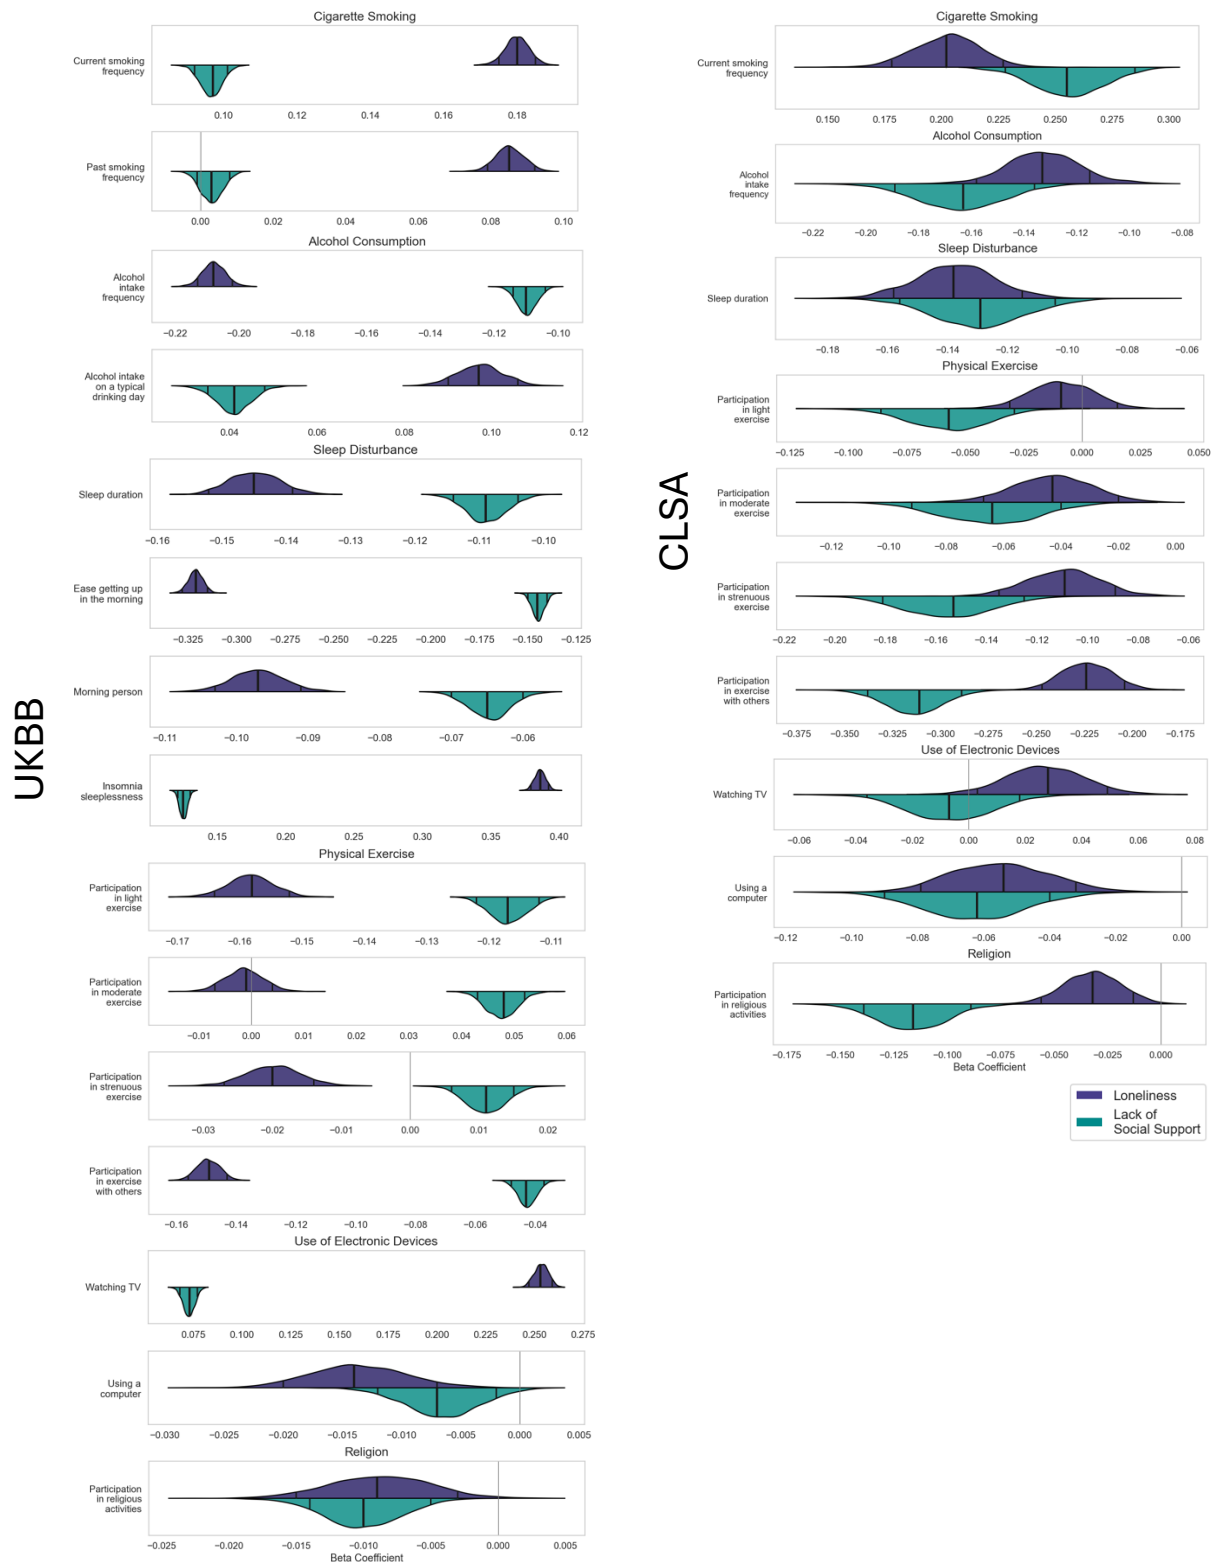 UKBB
Cigarette Smoking
Current smoking
frequency
0.10 0.12 0.14 0.16 0.18
Past smoking
frequency
0.00 0.02 0.04 0.06 0.08 0.10
Alcohol Consumption
Alcohol
intake
frequency
−0.22 −0.20 −0.18 −0.16 −0.14 −0.12 −0.10
Alcohol intake
on a typical
drinking day
0.04 0.06 0.08 0.10 0.12
Sleep Disturbance
Sleep duration
−0.16 −0.15 −0.14 −0.13 −0.12 −0.11 −0.10
Ease getting up
in the morning
−0.325 −0.300 −0.275 −0.250 −0.225 −0.200 −0.175 −0.150 −0.125
Morning person
−0.11 −0.10 −0.09 −0.08 −0.07 −0.06
Insomnia
sleeplessness
0.15 0.20 0.25 0.30 0.35 0.40
Physical Exercise
Participation
in light
exercise
−0.17 −0.16 −0.15 −0.14 −0.13 −0.12 −0.11
Participation
in moderate
exercise
−0.01 0.00 0.01 0.02 0.03 0.04 0.05 0.06
Participation
in strenuous
exercise
−0.03 −0.02 −0.01 0.00 0.01 0.02
Participation
in exercise
with others
−0.16 −0.14 −0.12 −0.10 −0.08 −0.06 −0.04
Use of Electronic Devices
Watching TV
0.075 0.100 0.125 0.150 0.175 0.200 0.225 0.250 0.275
Using a
computer
−0.030 −0.025 −0.020 −0.015 −0.010 −0.005 0.000 0.005
Religion
Participation
in religious
activities
−0.025 −0.020 −0.015 −0.010 −0.005 0.000 0.005
Beta Coefficient
CLSA
Cigarette Smoking
Current smoking
frequency
0.150 0.175 0.200 0.225 0.250 0.275 0.300
Alcohol Consumption
Alcohol
intake
frequency
−0.22 −0.20 −0.18 −0.16 −0.14 −0.12 −0.10 −0.08
Sleep Disturbance
Sleep duration
−0.18 −0.16 −0.14 −0.12 −0.10 −0.08 −0.06
Physical Exercise
Participation
in light
exercise
−0.125 −0.100 −0.075 −0.050 −0.025 0.000 0.025 0.050
Participation
in moderate
exercise
−0.12 −0.10 −0.08 −0.06 −0.04 −0.02 0.00
Participation
in strenuous
exercise
−0.22 −0.20 −0.18 −0.16 −0.14 −0.12 −0.10 −0.08 −0.06
Participation
in exercise
with others
−0.375 −0.350 −0.325 −0.300 −0.275 −0.250 −0.225 −0.200 −0.175
Use of Electronic Devices
Watching TV
−0.06 −0.04 −0.02 0.00 0.02 0.04 0.06 0.08
Using a
computer
−0.12 −0.10 −0.08 −0.06 −0.04 −0.02 0.00
Religion
Participation
in religious
activities
−0.175 −0.150 −0.125 −0.100 −0.075 −0.050 −0.025 0.000
Beta Coefficient
Loneliness
Lack of
Social Support